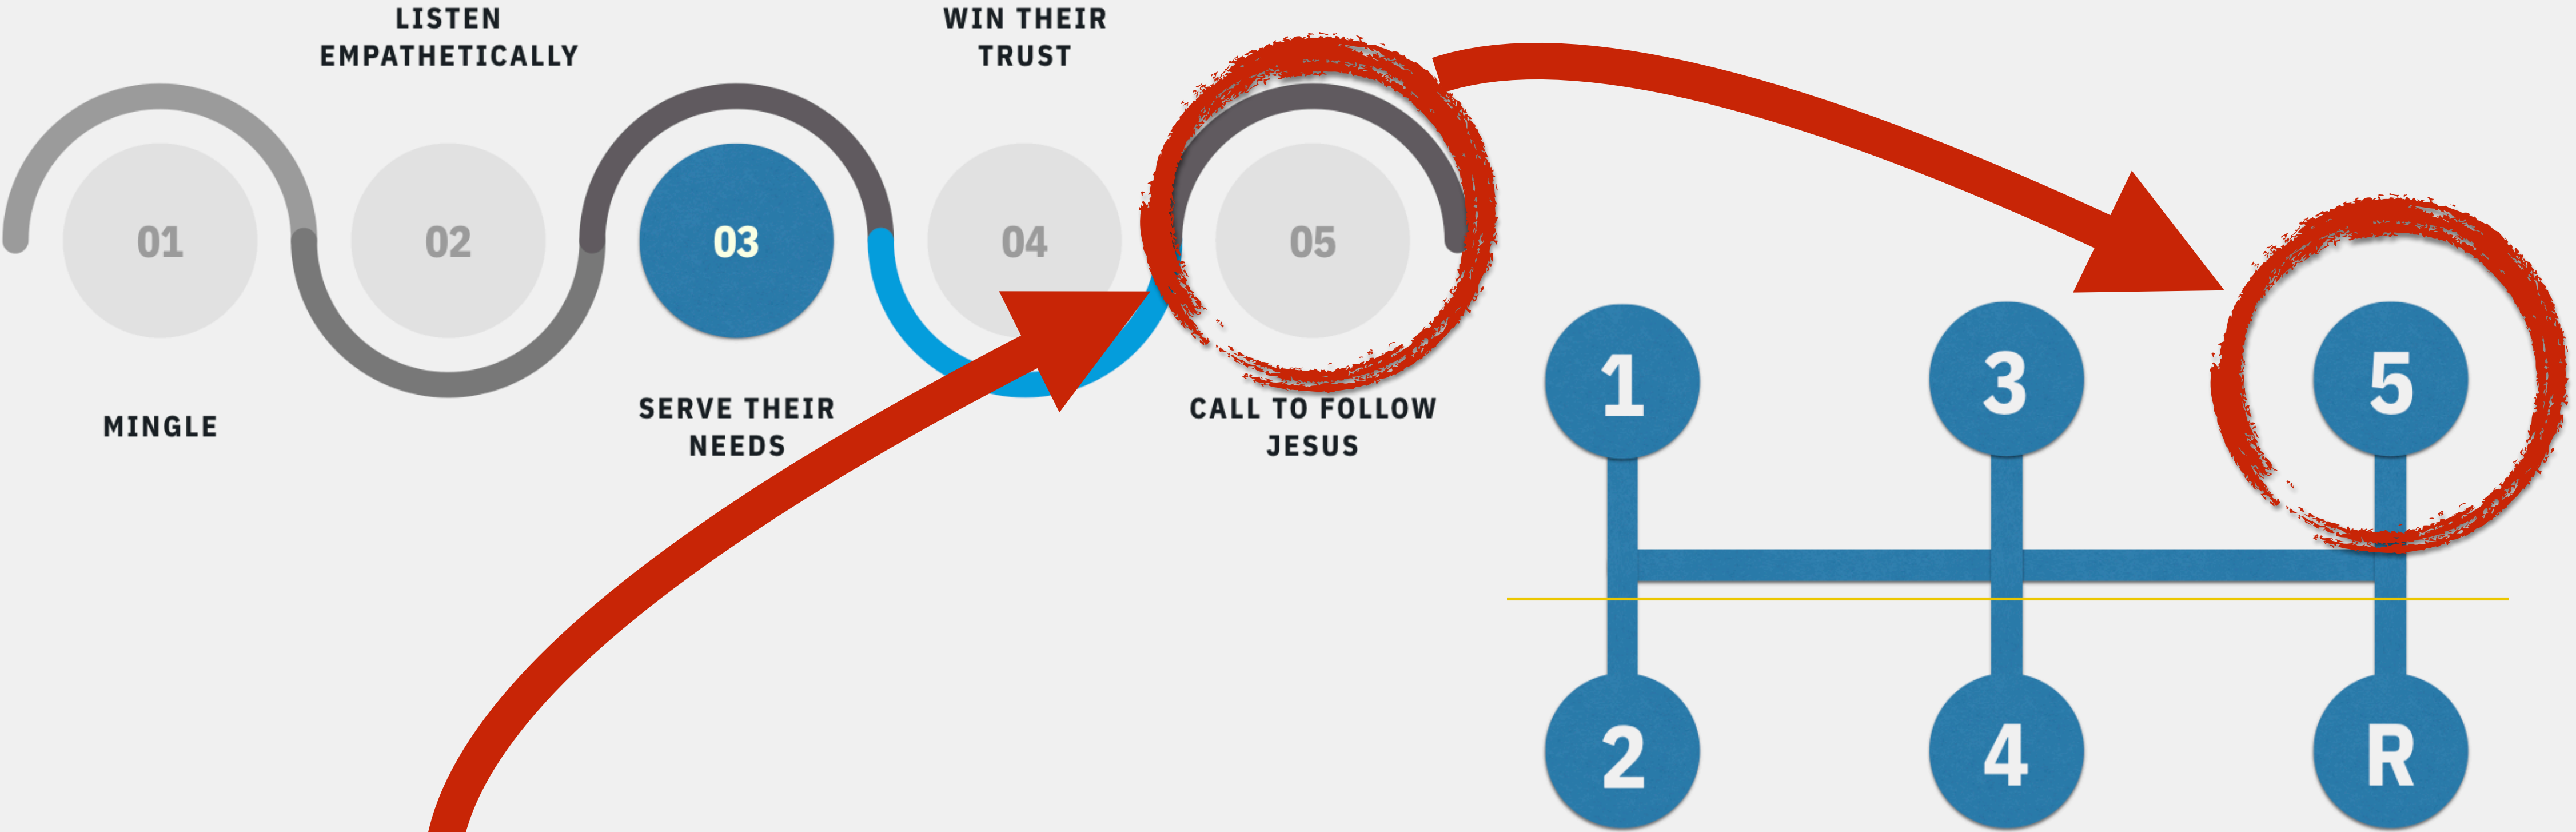 LISTEN
EMPATHETICALLY
WIN THEIR
TRUST
01
02
03
04
05
MINGLE
SERVE THEIR
NEEDS
CALL TO FOLLOW
JESUS
1
3
5
2
4
R